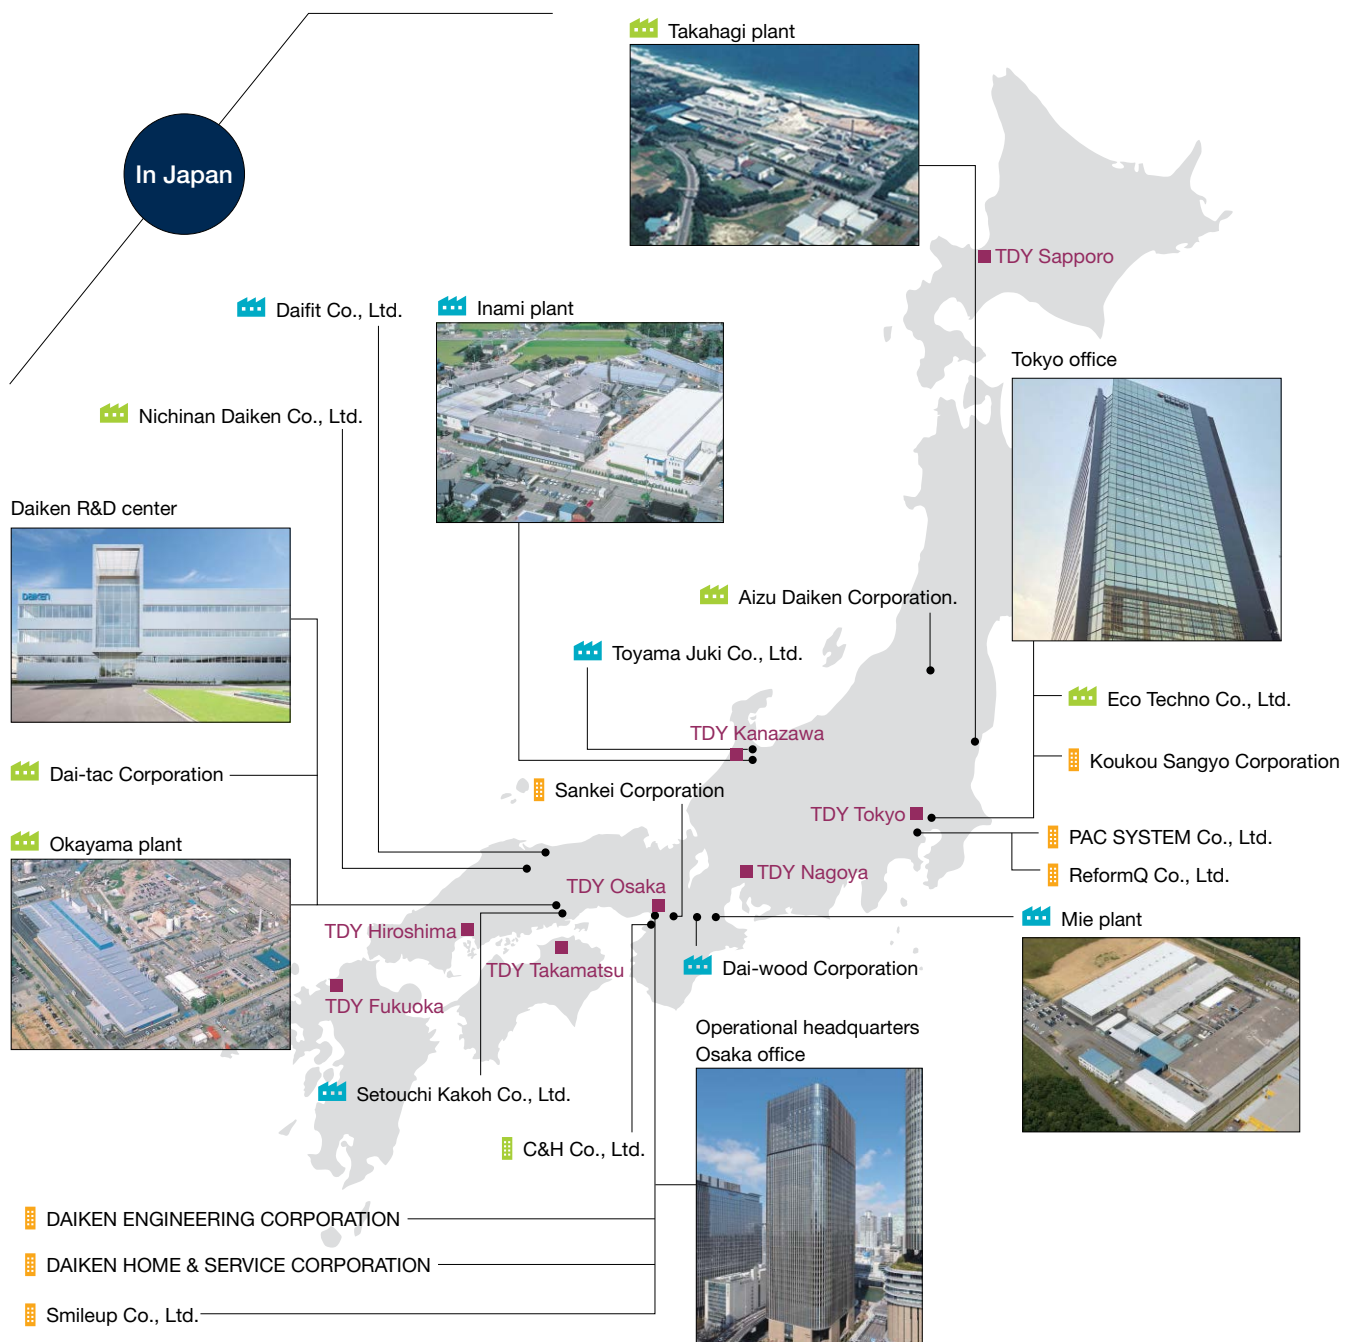 Takahagi plant
In Japan
TDY Sapporo
Daifit Co., Ltd.
Inami plant
Tokyo office
Nichinan Daiken Co., Ltd.
Daiken R&D center
DAIKEN
Aizu Daiken Corporation.
Toyama Juki Co., Ltd.
Eco Techno Co., Ltd.
TDY Kanazawa
Koukou Sangyo Corporation
Dai-tac Corporation
Sankei Corporation
TDY Tokyo
PAC SYSTEM Co., Ltd.
Okayama plant
TDY Nagoya
ReformQ Co., Ltd.
TDY Osaka
Mie plant
TDY Hiroshima
TDY Takamatsu
Dai-wood Corporation
TDY Fukuoka
Operational headquarters
Osaka office
Setouchi Kakoh Co., Ltd.
C&H Co., Ltd.
DAIKEN ENGINEERING CORPORATION
DAIKEN HOME & SERVICE CORPORATION
Smileup Co., Ltd.